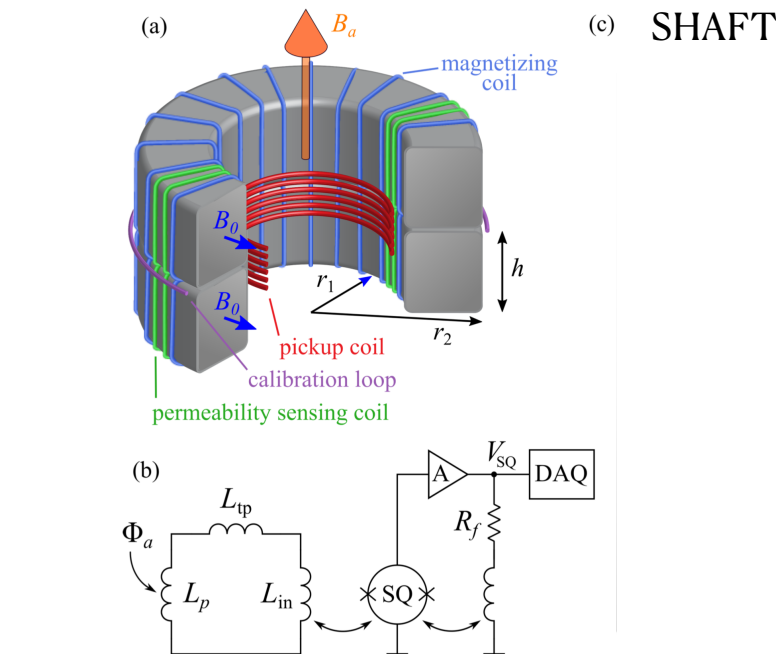 (a)
B_a
(c)
SHAFT
magnetizing
coil
B_0
B_0
r_1
h
r_2
pickup coil
calibration loop
permeability sensing coil
(b)
V_SQ
A
DAQ
L_tp
R_f
Φ_a
L_p
L_in
SQ